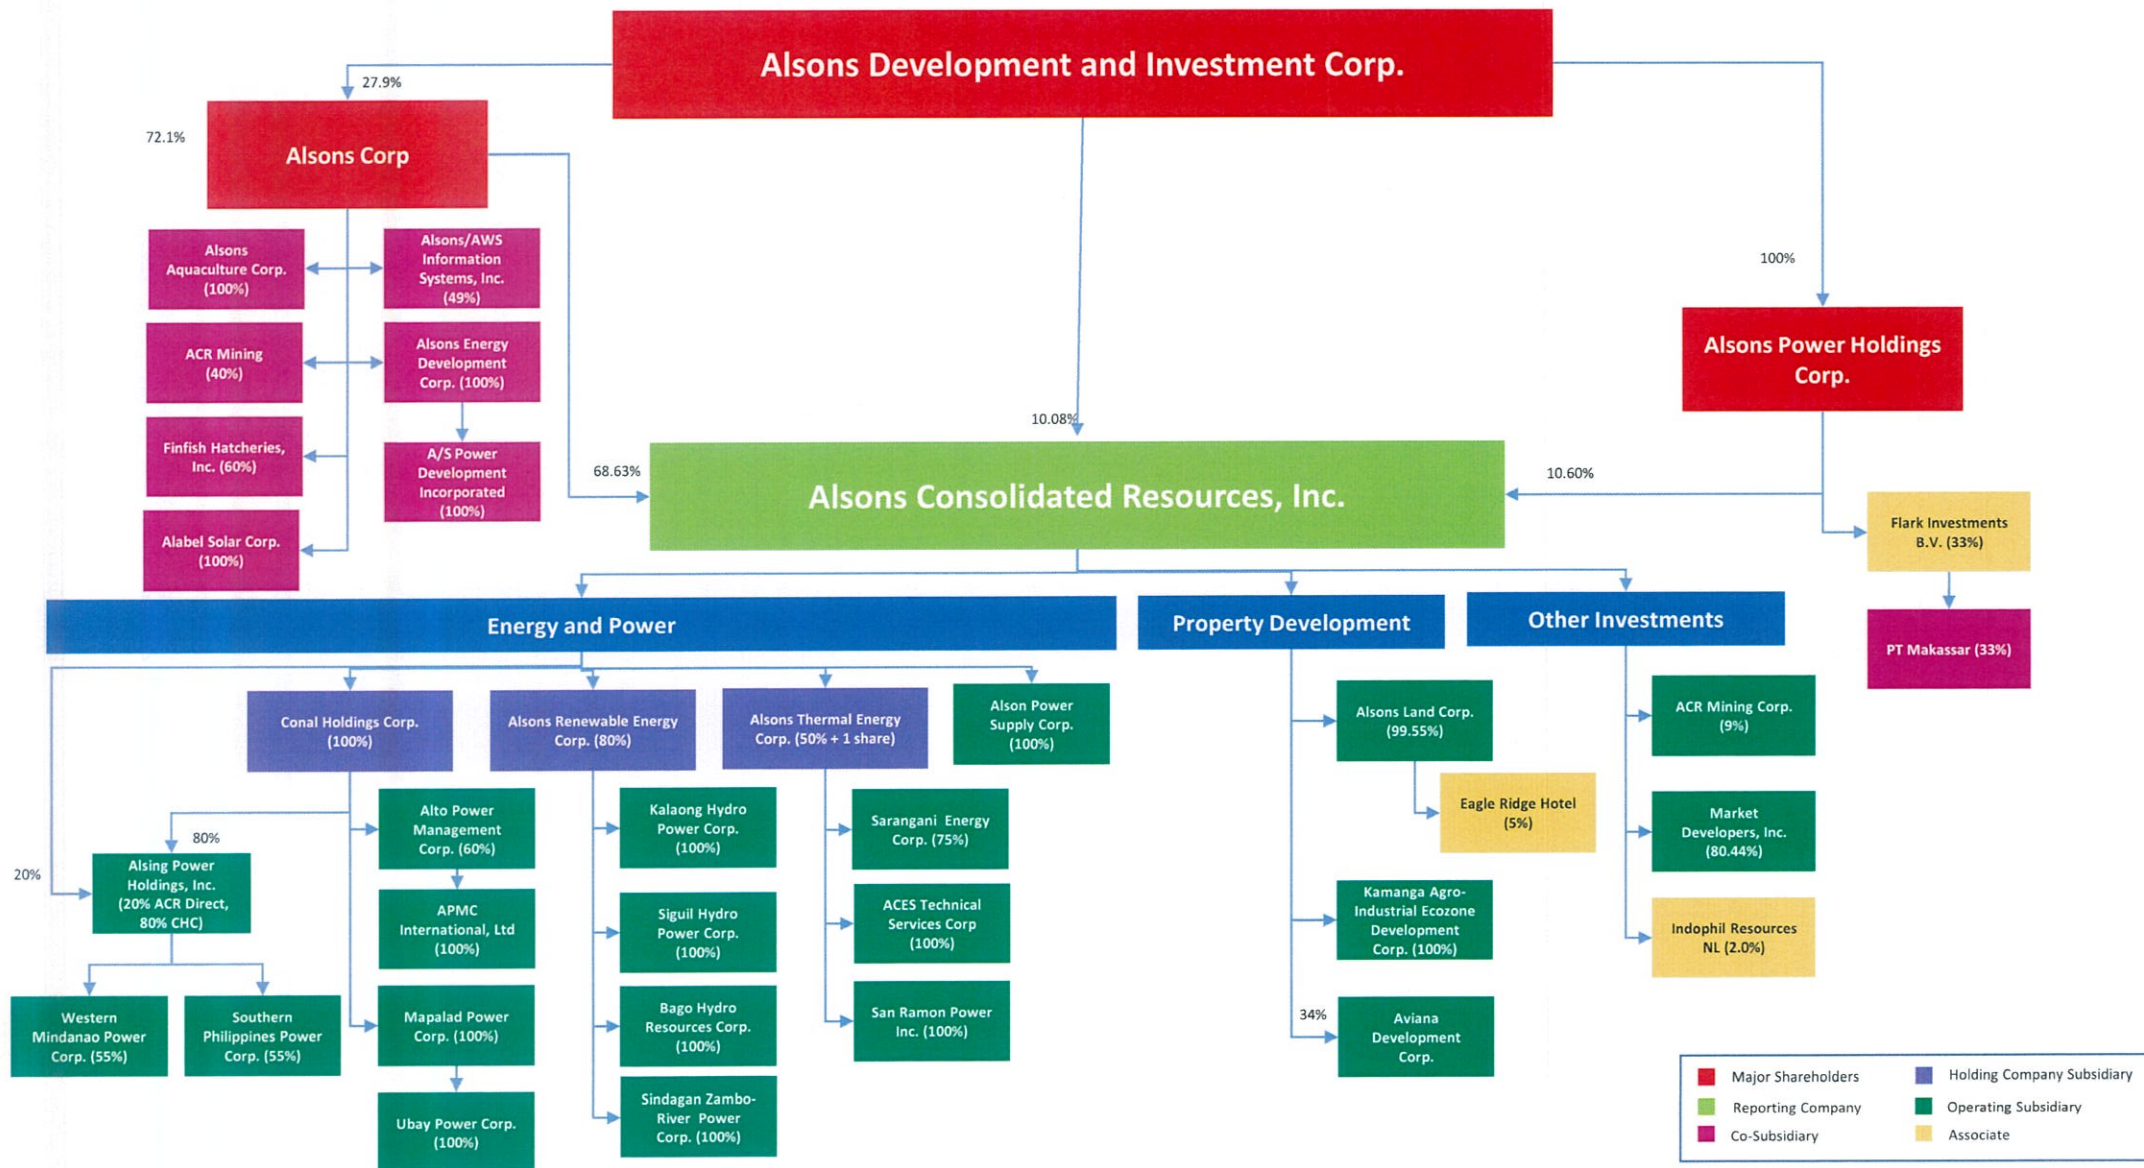 Alsons Development and Investment Corp.
27.9%
72.1%
Alsons Corp
Alsons
Aquaculture Corp.
(100%)
Alsons/AWS
Information
Systems, Inc.
(49%)
ACR Mining
(40%)
Alsons Energy
Development
Corp. (100%)
Finfish Hatcheries,
Inc. (60%)
A/S Power
Development
Incorporated
(100%)
Alabel Solar Corp.
(100%)
100%
Alsons Power Holdings
Corp.
10.08%
68.63%
Alsons Consolidated Resources, Inc.
10.60%
Flark Investments
B.V. (33%)
PT Makassar (33%)
Energy and Power
Property Development
Other Investments
Conal Holdings Corp.
(100%)
Alsons Renewable Energy
Corp. (80%)
Alsons Thermal Energy
Corp. (50% + 1 share)
Alson Power
Supply Corp.
(100%)
80%
20%
Alsing Power
Holdings, Inc.
(20% ACR Direct,
80% CHC)
Western
Mindanao Power
Corp. (55%)
Southern
Philippines Power
Corp. (55%)
Alto Power
Management
Corp. (60%)
APMC
International, Ltd
(100%)
Mapalad Power
Corp. (100%)
Ubay Power Corp.
(100%)
Kalaong Hydro
Power Corp.
(100%)
Siguil Hydro
Power Corp.
(100%)
Bago Hydro
Resources Corp.
(100%)
Sindagan Zambo-
River Power
Corp. (100%)
Sarangani Energy
Corp. (75%)
ACES Technical
Services Corp
(100%)
San Ramon Power
Inc. (100%)
Alsons Land Corp.
(99.55%)
Eagle Ridge Hotel
(5%)
Kamanga Agro-
Industrial Ecozone
Development
Corp. (100%)
34%
Aviana
Development
Corp.
ACR Mining Corp.
(9%)
Market
Developers, Inc.
(80.44%)
Indophil Resources
NL (2.0%)
Major Shareholders
Holding Company Subsidiary
Reporting Company
Operating Subsidiary
Co-Subsidiary
Associate